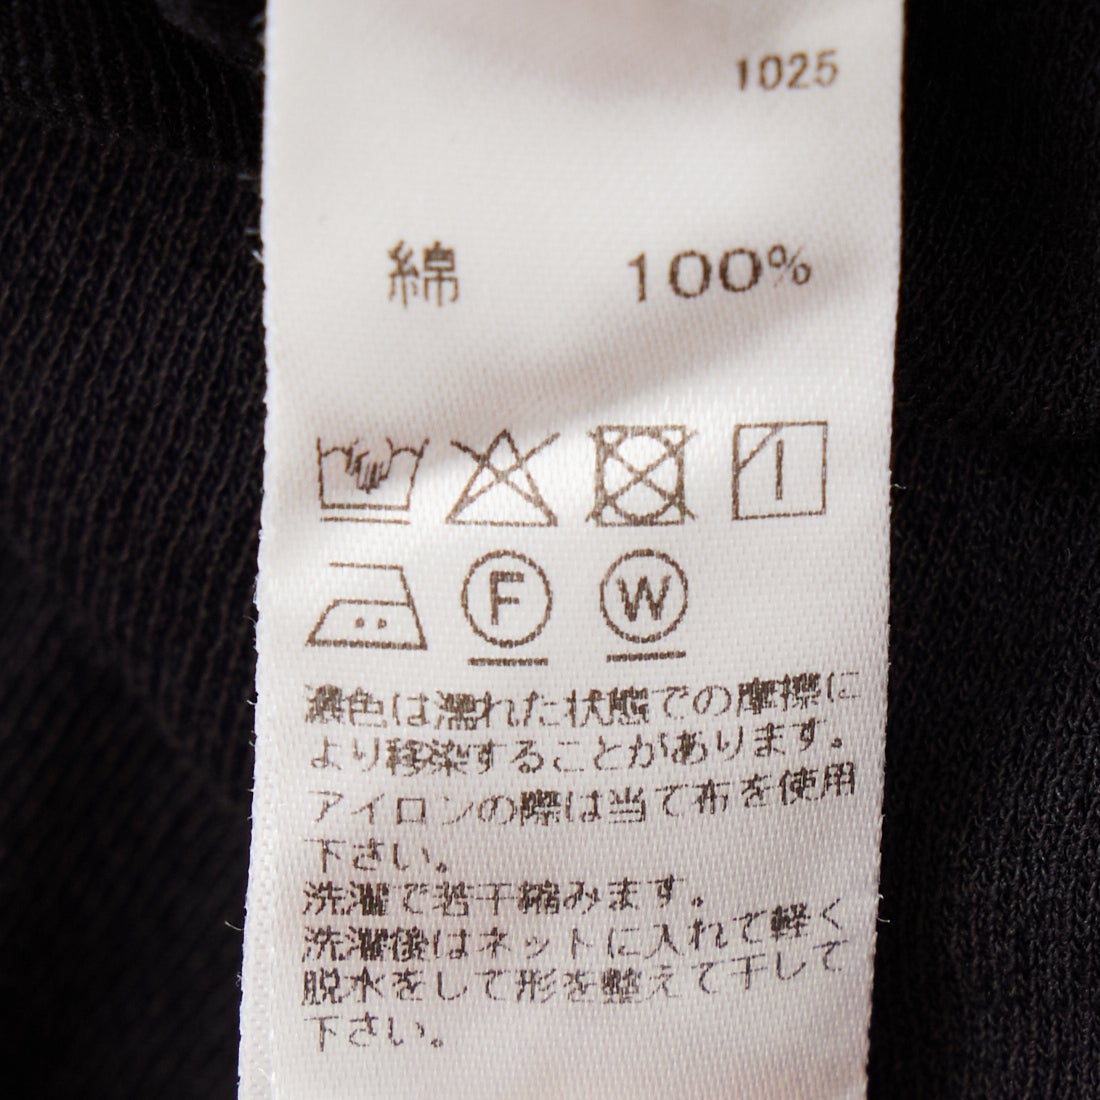 1025
綿 100%
F W
濃色は濡れた状態での摩擦に
より移染することがあります。
アイロンの際は当て布を使用
下さい。
洗濯で若干縮みます。
洗濯後はネットに入れて軽く
脱水をして形を整えて干して
下さい。